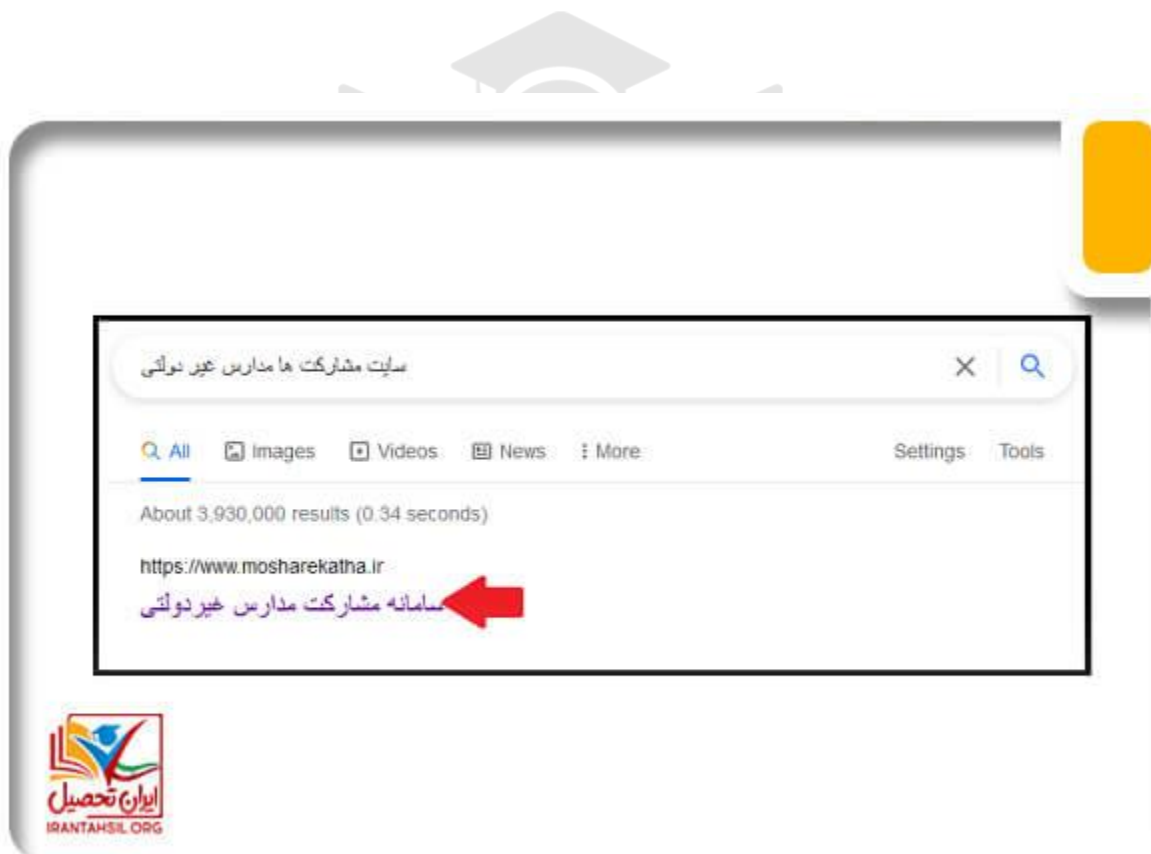 سایت مشارکت ها مدارس غیر دولتی
All Images Videos News More Settings Tools
About 3,930,000 results (0.34 seconds)
https://www.mosharekatha.ir
سامانه مشارکت مدارس غیردولتی
ایران تحصیل
IRANTAHSIL.ORG